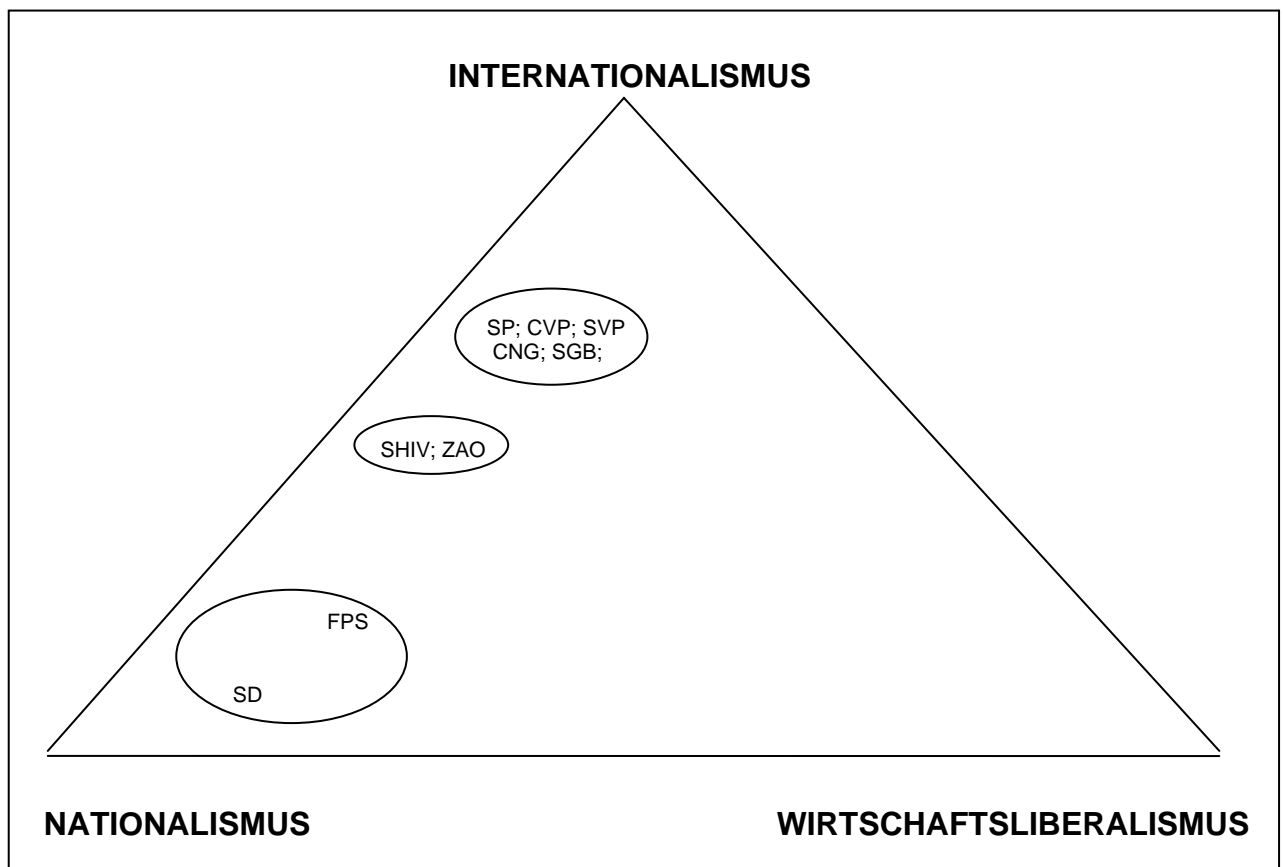 INTERNATIONALISMUS
SP; CVP; SVP
CNG; SGB;
SHIV; ZAO
FPS
SD
NATIONALISMUS
WIRTSCHAFTSLIBERALISMUS